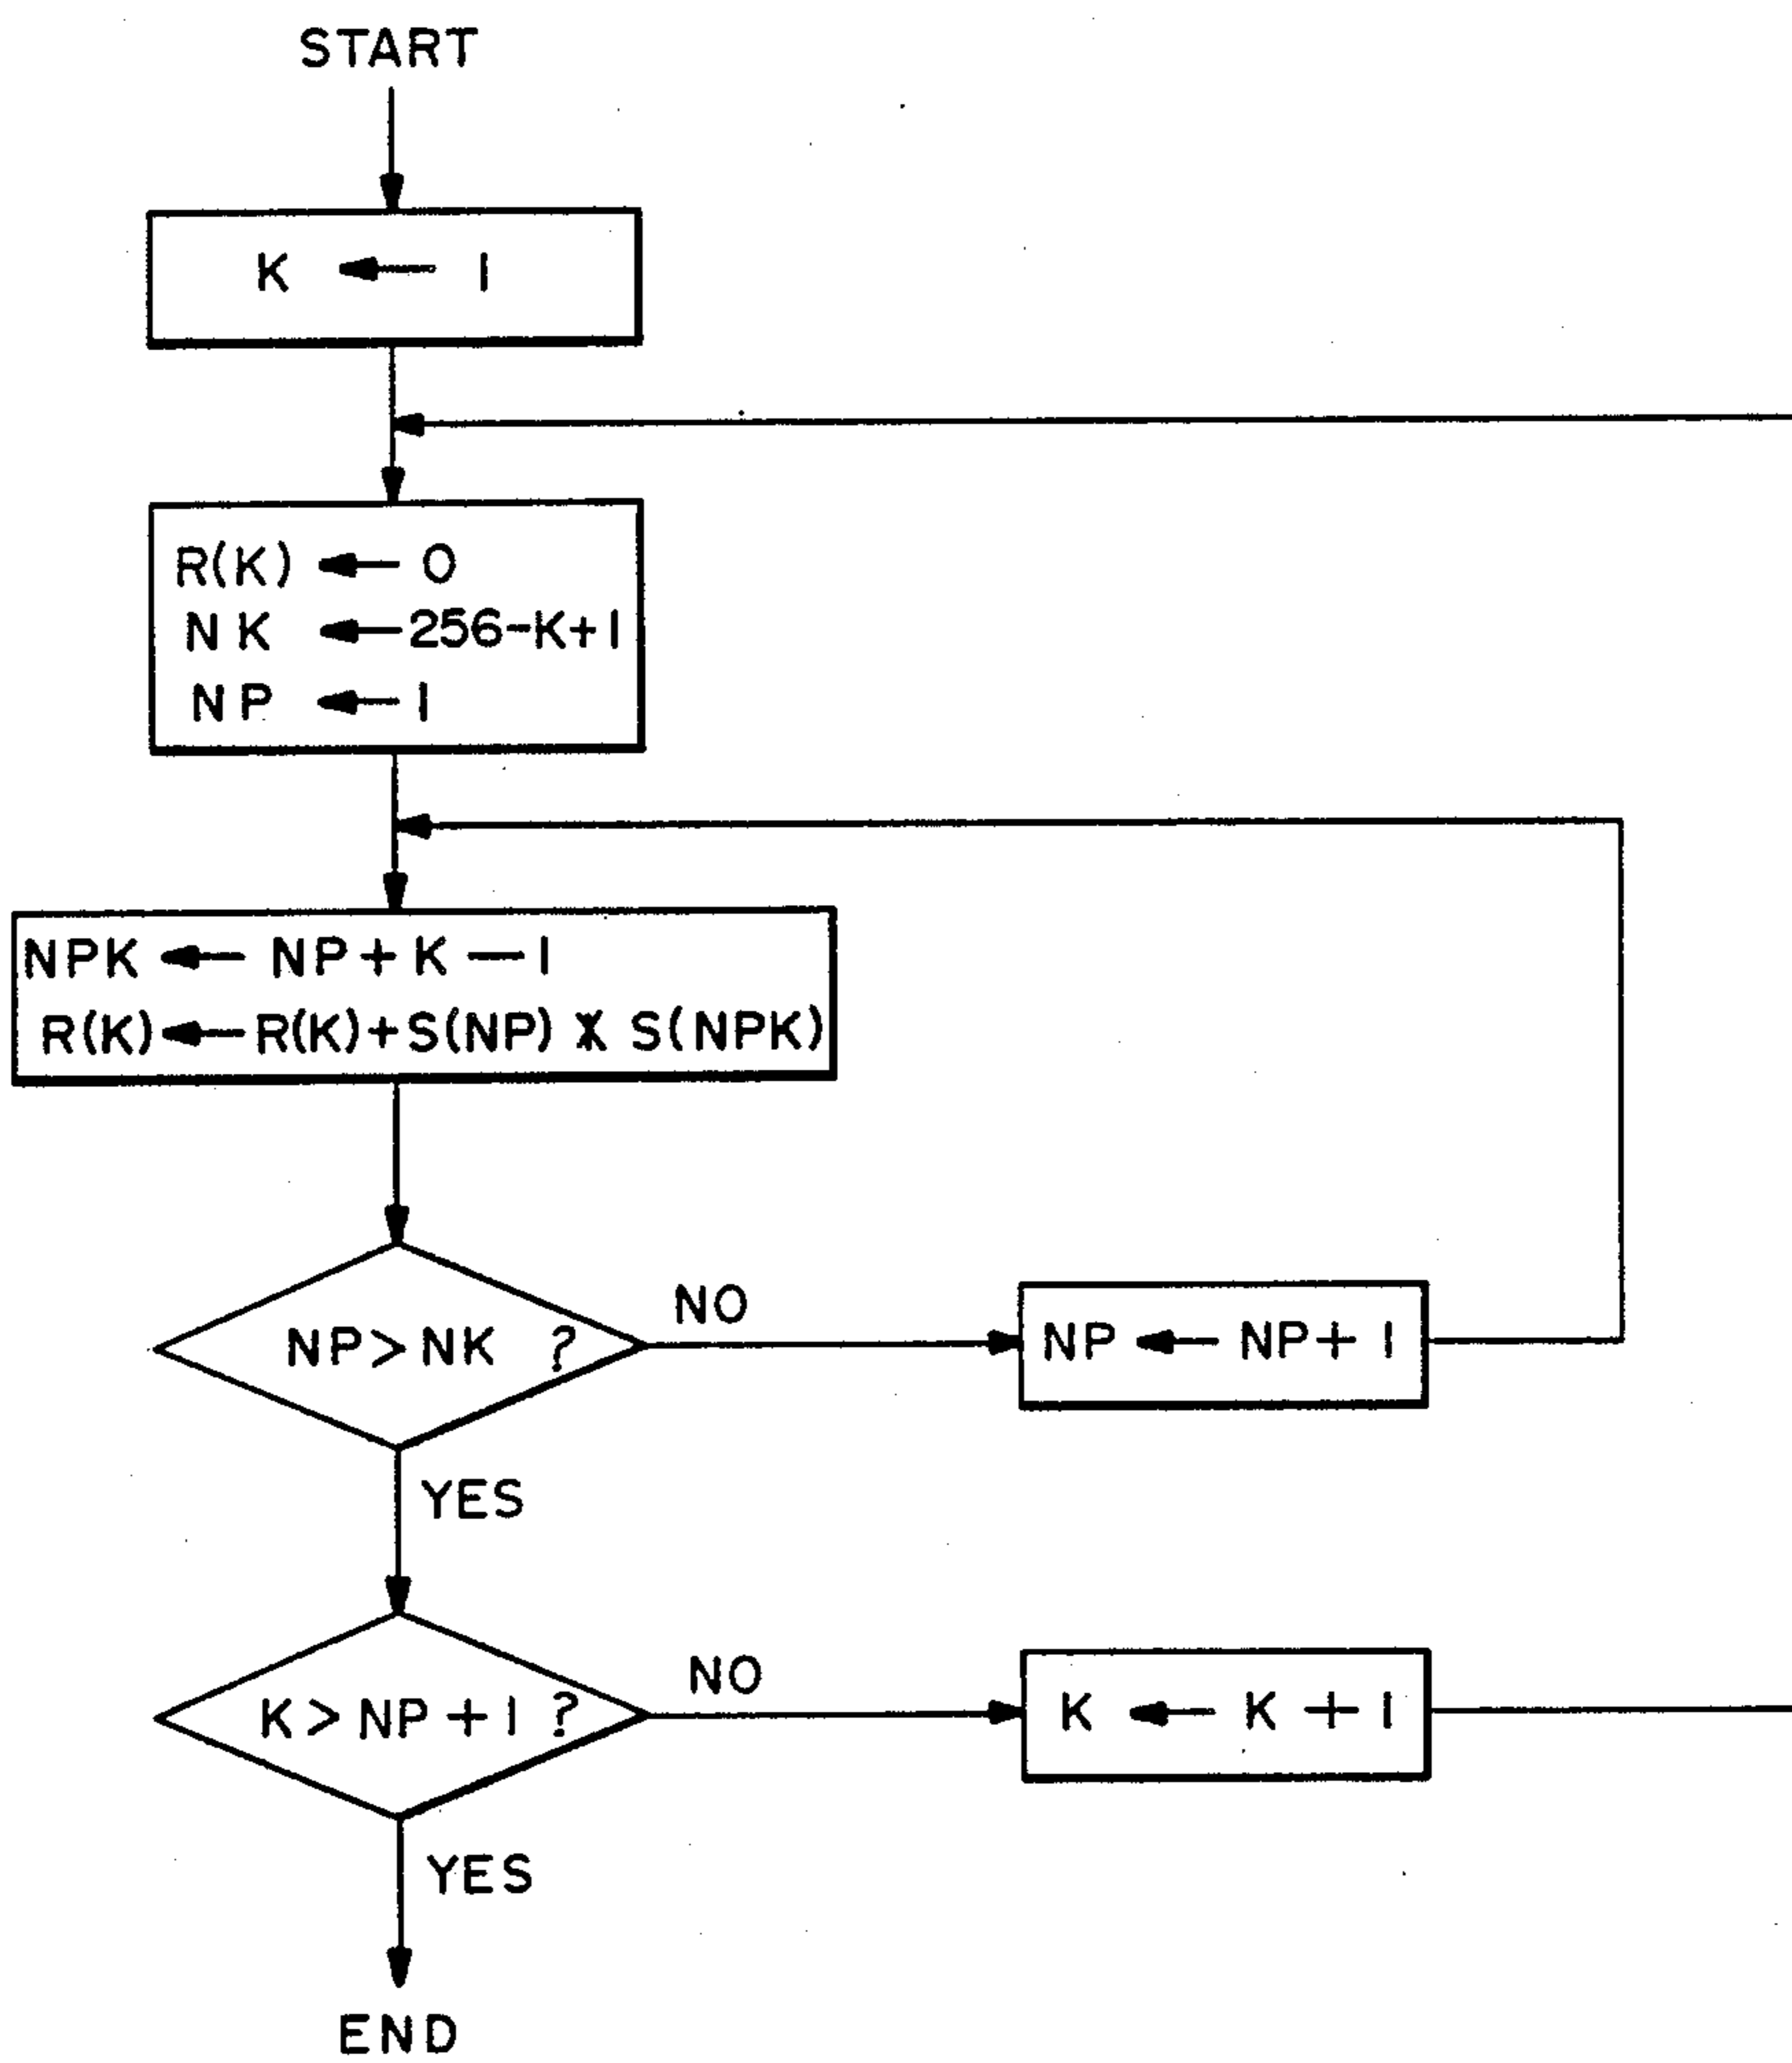 START
K ← 1
R(K) ← 0
NK ← 256-K+1
NP ← 1
NPK ← NP + K — 1
R(K) ← R(K)+S(NP) X S(NPK)
NP > NK ?
NO
NP ← NP + 1
YES
K > NP + 1 ?
NO
K ← K + 1
YES
END